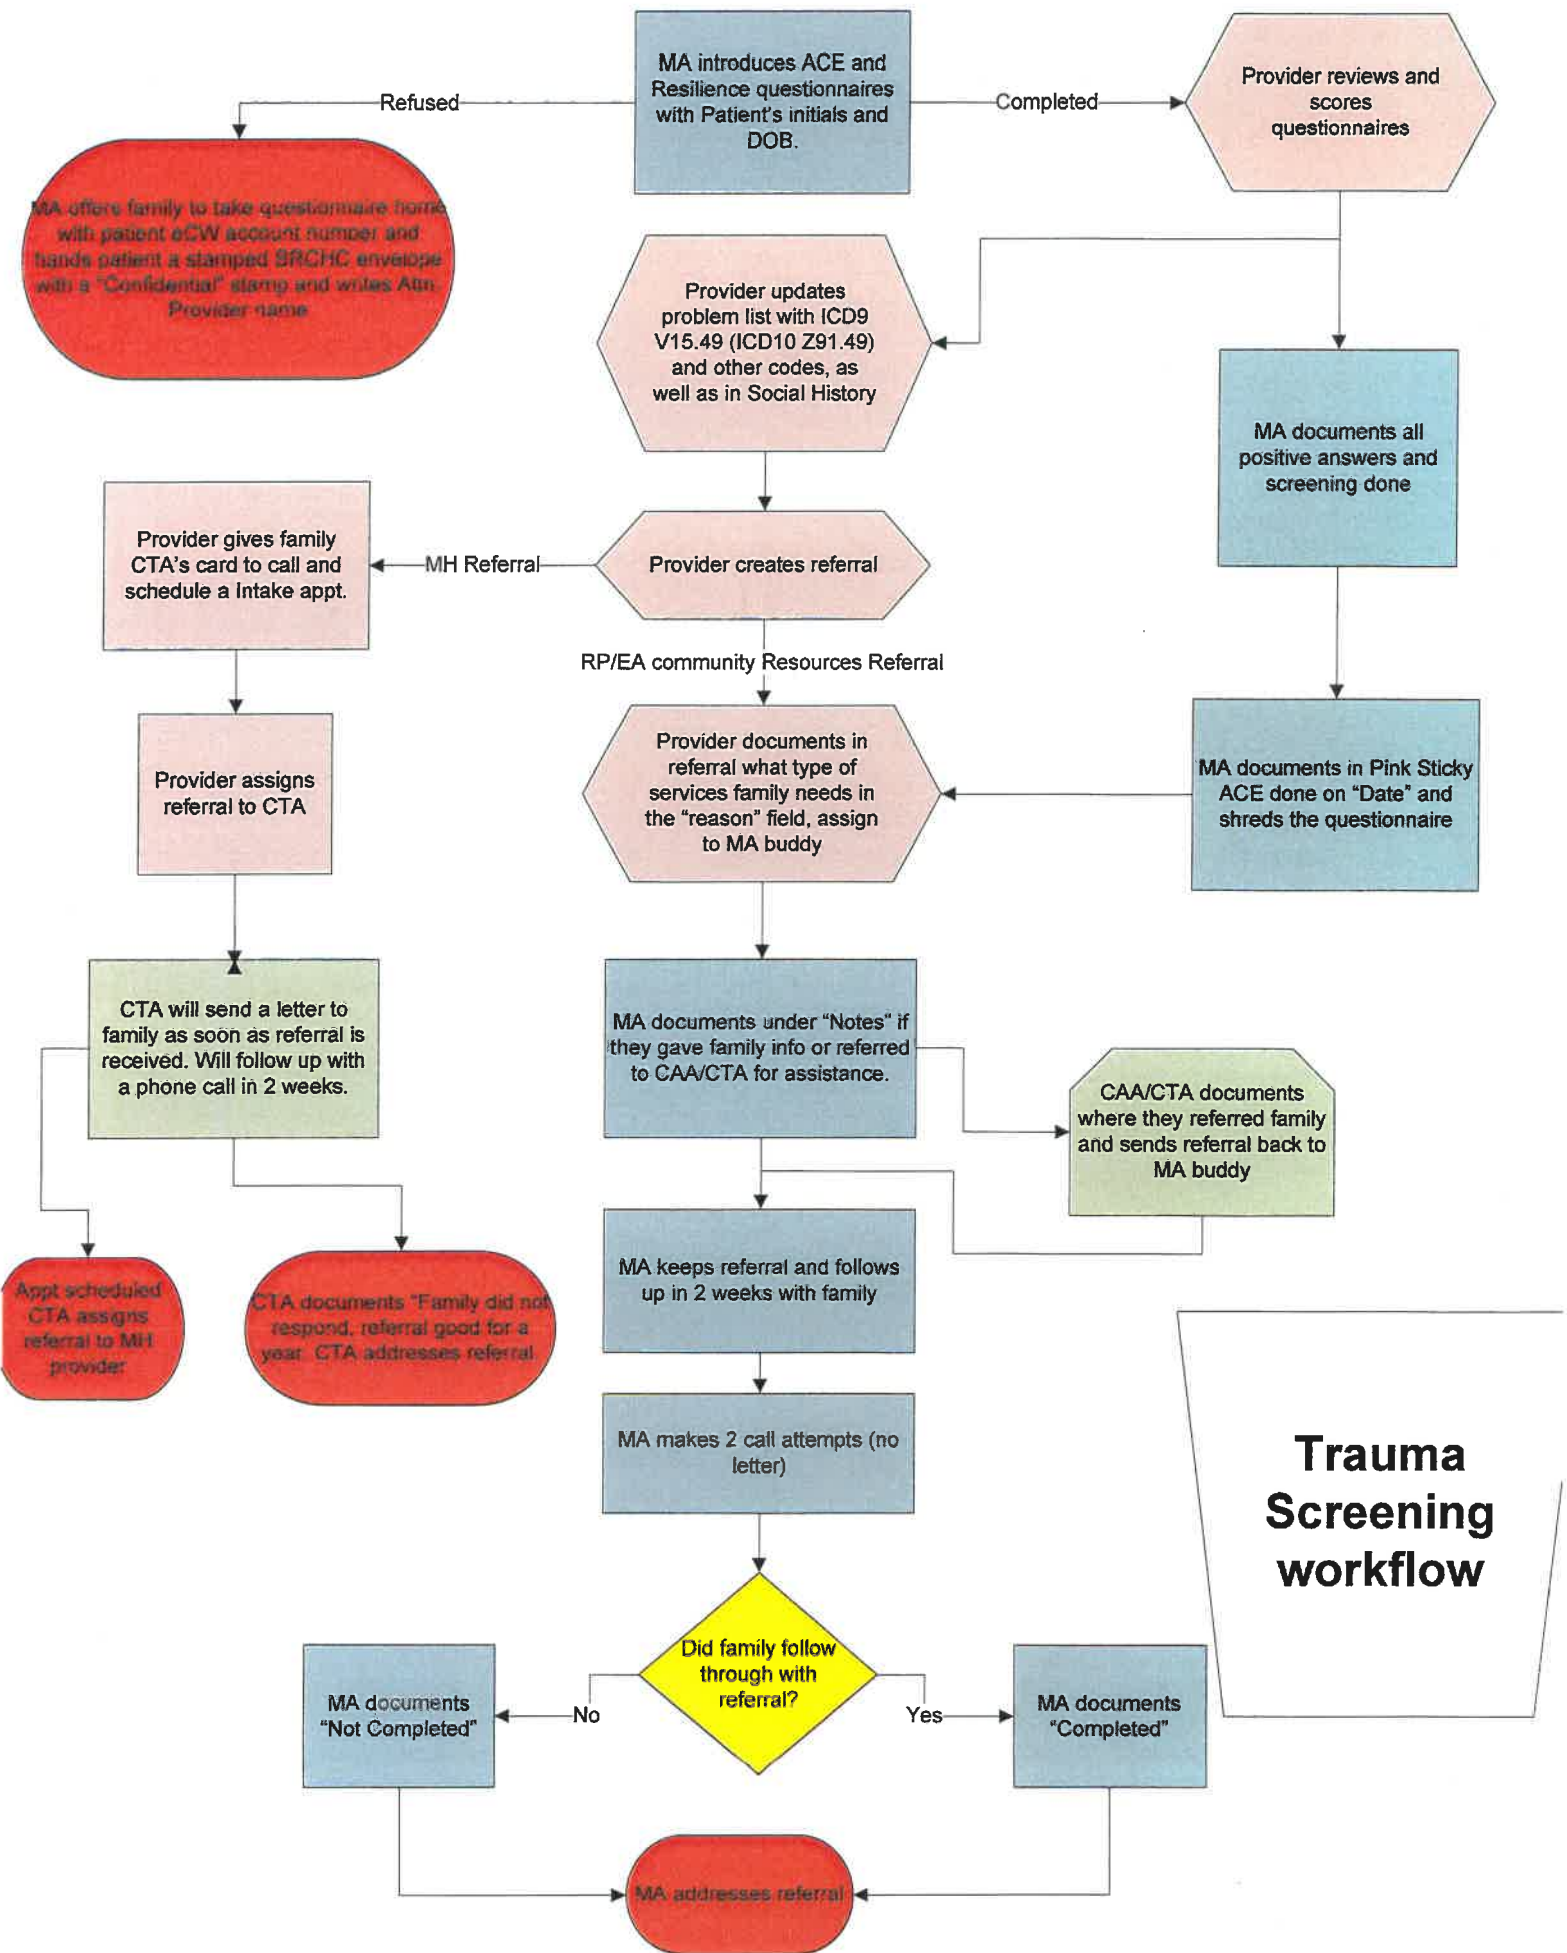 MA introduces ACE and
Resilience questionnaires
with Patient's initials and
DOB.
Refused
Completed
Provider reviews and
scores
questionnaires
MA offers family to take questionnaire home
with patient eCW account number and
hands patient a stamped SRCHC envelope
with a "Confidential" stamp and writes Attn
Provider name
Provider updates
problem list with ICD9
V15.49 (ICD10 Z91.49)
and other codes, as
well as in Social History
MA documents all
positive answers and
screening done
Provider gives family
CTA's card to call and
schedule a Intake appt.
MH Referral
Provider creates referral
RP/EA community Resources Referral
Provider assigns
referral to CTA
Provider documents in
referral what type of
services family needs in
the "reason" field, assign
to MA buddy
MA documents in Pink Sticky
ACE done on "Date" and
shreds the questionnaire
CTA will send a letter to
family as soon as referral is
received. Will follow up with
a phone call in 2 weeks.
MA documents under "Notes" if
they gave family info or referred
to CAA/CTA for assistance.
CAA/CTA documents
where they referred family
and sends referral back to
MA buddy
Appt scheduled
CTA assigns
referral to MH
provider
CTA documents "Family did not
respond, referral good for a
year. CTA addresses referral.
MA keeps referral and follows
up in 2 weeks with family
MA makes 2 call attempts (no
letter)
Trauma
Screening
workflow
Did family follow
through with
referral?
No
Yes
MA documents
"Not Completed"
MA documents
"Completed"
MA addresses referral